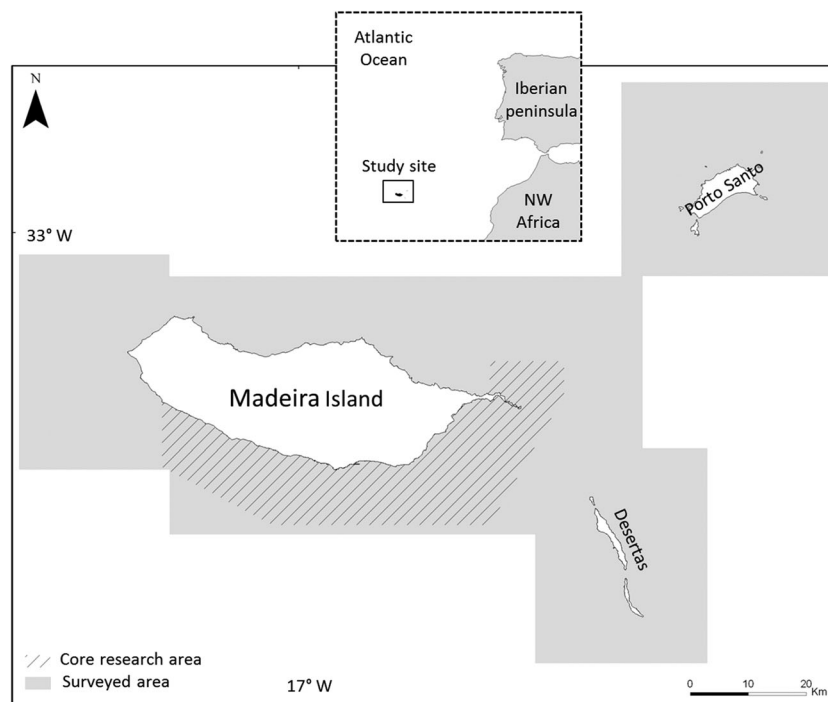 Atlantic
Ocean
Iberian
peninsula
Study site
NW
Africa
N
Porto Santo
33° W
Madeira Island
Desertas
Core research area
Surveyed area
17° W
0 10 20
Km